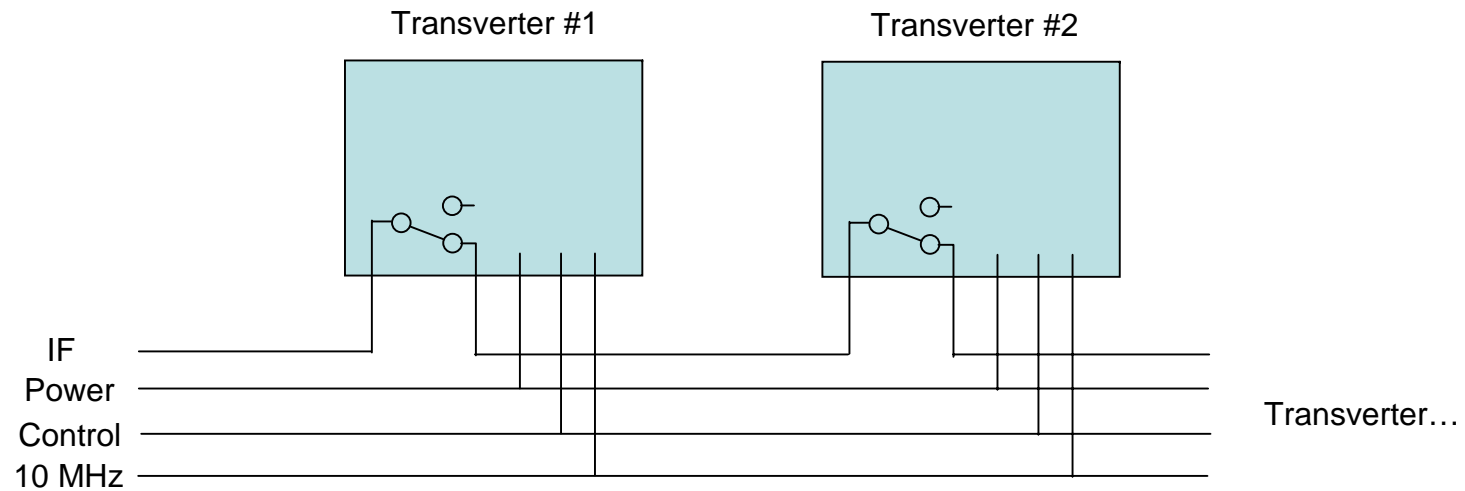 Transverter #1
Transverter #2
IF
Power
Control
10 MHz
Transverter…